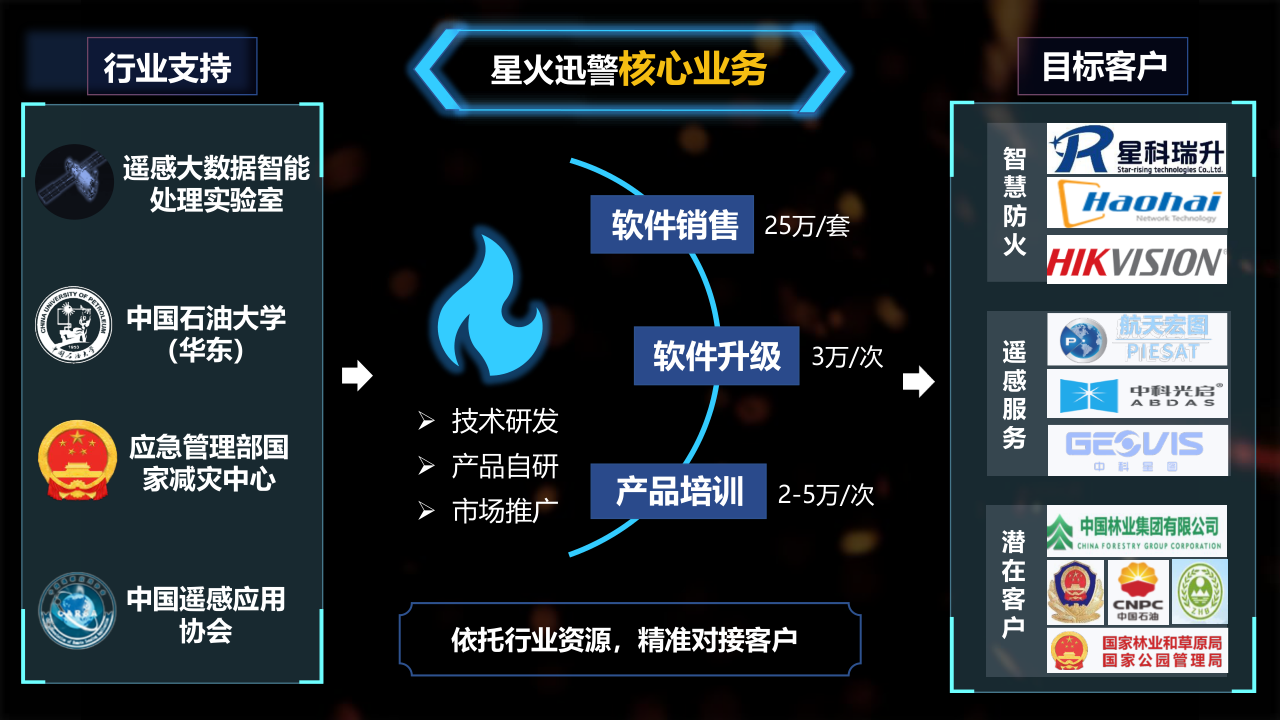 行业支持
遥感大数据智能
处理实验室
CHINA UNIVERSITY OF PETROLEUM
1953
中国石油大学
（华东）
应急管理部国
家减灾中心
中国遥感应用
协会
星火迅警核心业务
软件销售
25万/套
软件升级
3万/次
产品培训
2-5万/次
➢ 技术研发
➢ 产品自研
➢ 市场推广
依托行业资源，精准对接客户
目标客户
智慧防火
R星科瑞升
Star-rising technologies Co.,Ltd.
Haohai
Network Technology
HIKVISION
遥感服务
航天宏图
PIESAT
中科光启®
ABDAS
GEOVIS
中科星图
潜在客户
中国林业集团有限公司
CHINA FORESTRY GROUP CORPORATION
CNPC
中国石油
ZHB
国家林业和草原局
国家公园管理局